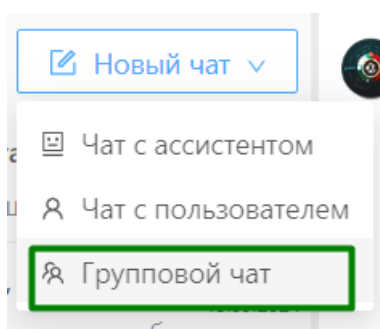 Новый чат
Чат с ассистентом
Чат с пользователем
Групповой чат